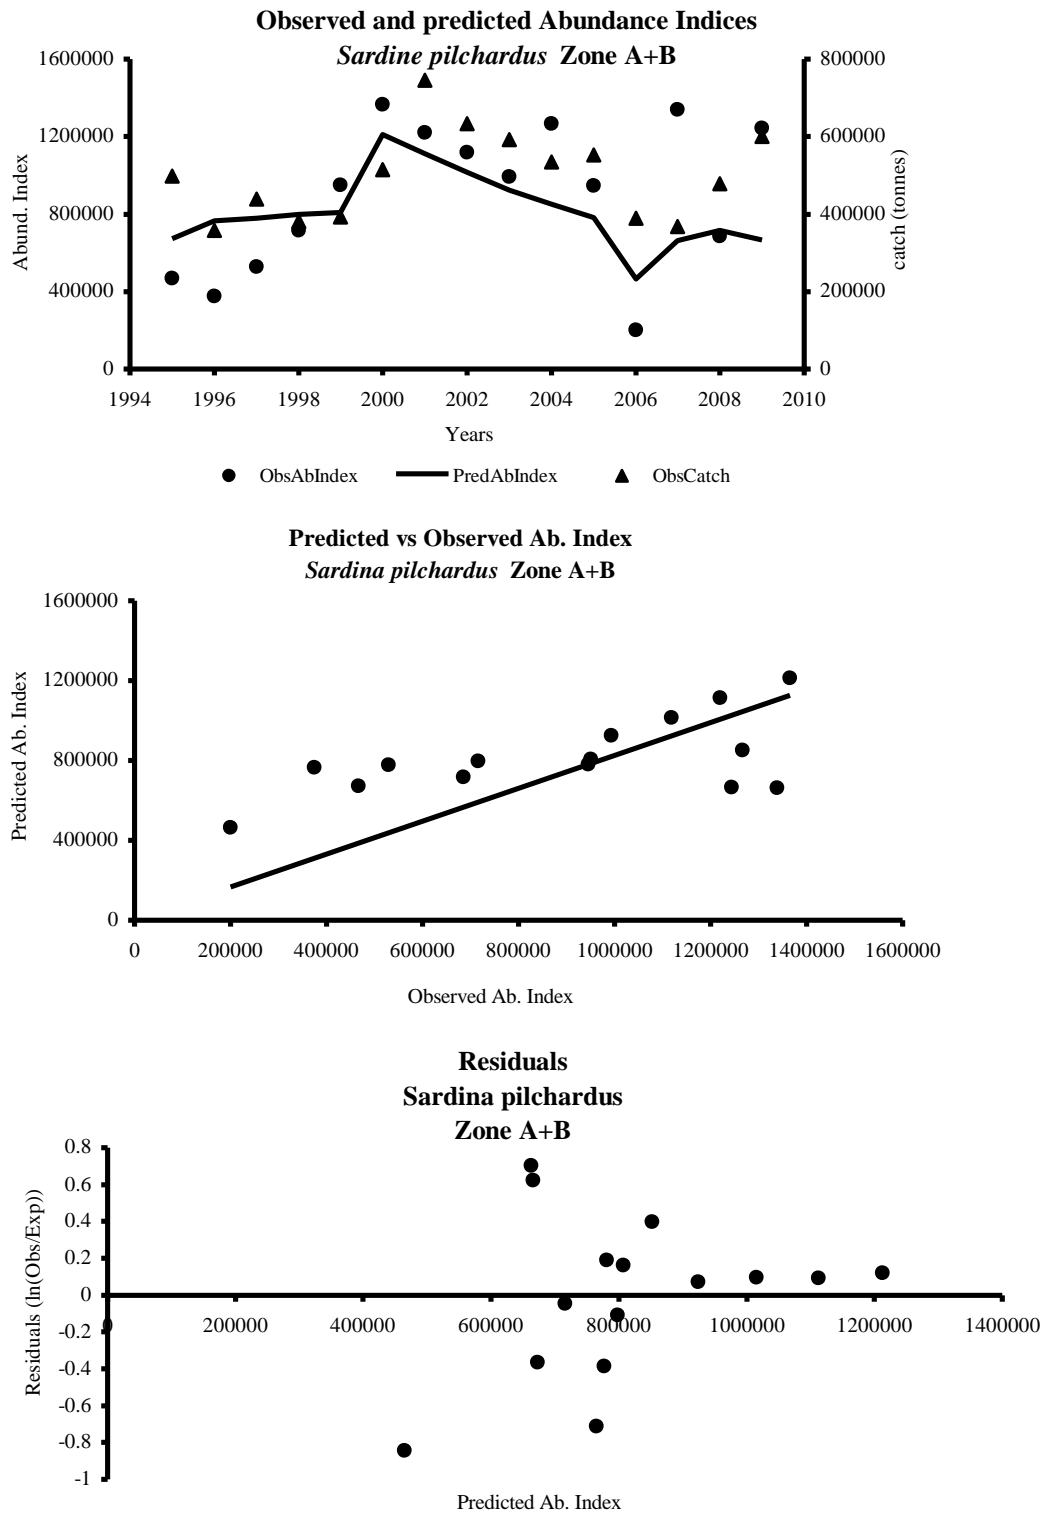 Observed and predicted Abundance Indices
Sardine pilchardus Zone A+B
1600000
1200000
800000
400000
0
Abund. Index
800000
600000
400000
200000
0
catch (tonnes)
1994 1996 1998 2000 2002 2004 2006 2008 2010
Years
ObsAbIndex PredAbIndex ObsCatch
Predicted vs Observed Ab. Index
Sardina pilchardus Zone A+B
1600000
1200000
800000
400000
0
Predicted Ab. Index
0 200000 400000 600000 800000 1000000 1200000 1400000 1600000
Observed Ab. Index
Residuals
Sardina pilchardus
Zone A+B
0.8
0.6
0.4
0.2
0
-0.2
-0.4
-0.6
-0.8
-1
Residuals (ln(Obs/Exp))
0 200000 400000 600000 800000 1000000 1200000 1400000
Predicted Ab. Index